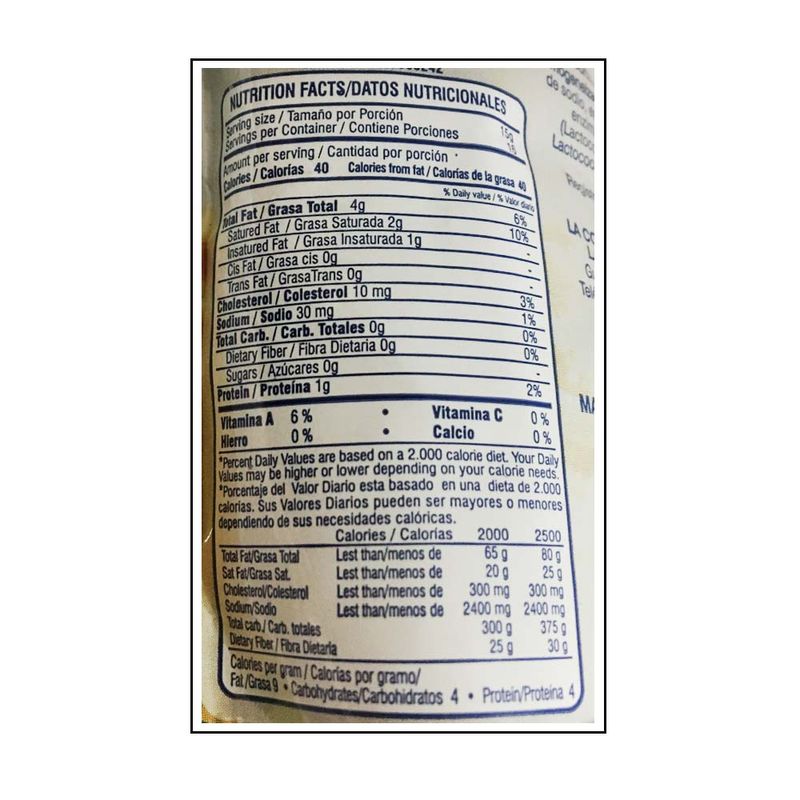 NUTRITION FACTS/DATOS NUTRICIONALES
Serving size / Tamaño por Porción 15g
Servings per Container / Contiene Porciones 16
Amount per serving / Cantidad por porción
Calories / Calorías 40 Calories from fat / Calorías de la grasa 40
% Daily value / % Valor diario
Total Fat / Grasa Total 4g 6%
Satured Fat / Grasa Saturada 2g 10%
Insatured Fat / Grasa Insaturada 1g -
Cis Fat / Grasa cis 0g -
Trans Fat / GrasaTrans 0g -
Cholesterol / Colesterol 10 mg 3%
Sodium / Sodio 30 mg 1%
Total Carb. / Carb. Totales 0g 0%
Dietary Fiber / Fibra Dietaria 0g 0%
Sugars / Azúcares 0g -
Protein / Proteína 1g 2%
Vitamina A 6% • Vitamina C 0%
Hierro 0% • Calcio 0%
*Percent Daily Values are based on a 2.000 calorie diet. Your Daily
Values may be higher or lower depending on your calorie needs.
*Porcentaje del Valor Diario esta basado en una dieta de 2.000
calorias. Sus Valores Diarios pueden ser mayores o menores
dependiendo de sus necesidades calóricas.
Calories / Calorías 2000 2500
Total Fat/Grasa Total Lest than/menos de 65 g 80 g
Sat Fat/Grasa Sat. Lest than/menos de 20 g 25 g
Cholesterol/Colesterol Lest than/menos de 300 mg 300 mg
Sodium/Sodio Lest than/menos de 2400 mg 2400 mg
Total carb./ Carb. totales 300 g 375 g
Dietary Fiber / Fibra Dietaria 25 g 30 g
Calories per gram / Calorías por gramo/
Fat /Grasa 9 • Carbohydrates/Carbohidratos 4 • Protein/Proteína 4
de sodio,
(Lactoc
Lactococ
LA CO
Tel
MA